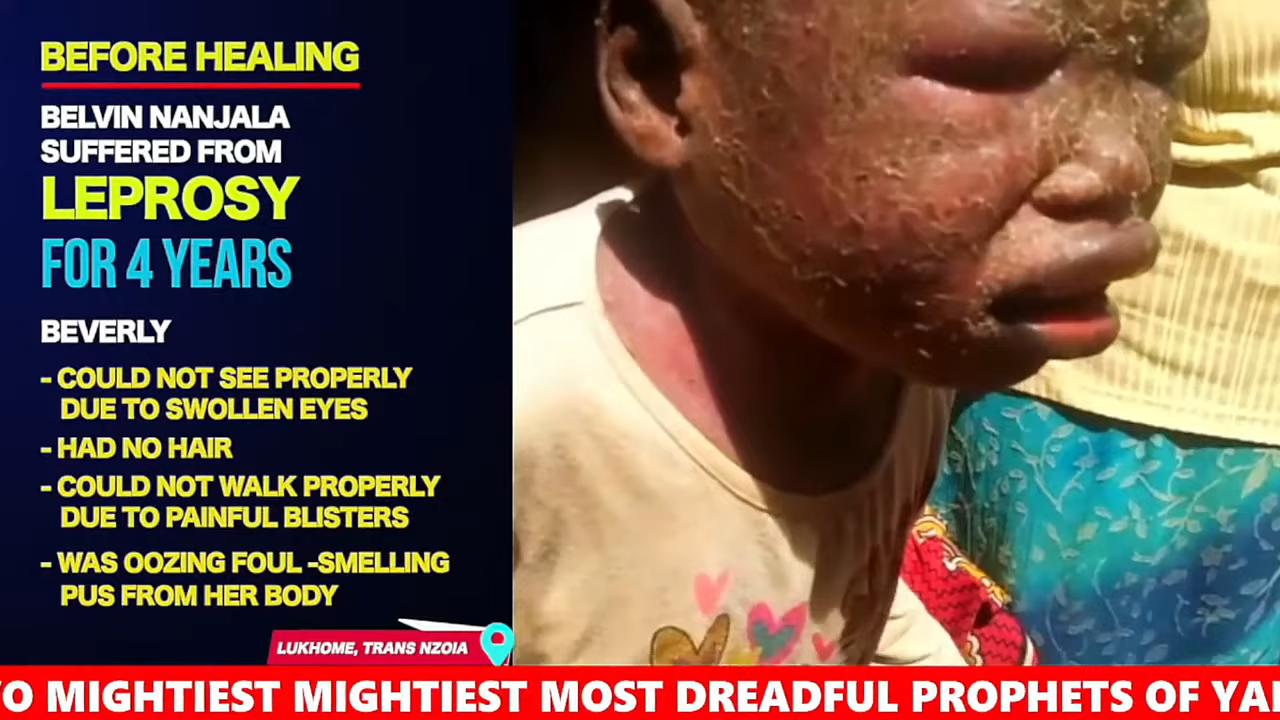 BEFORE HEALING
BELVIN NANJALA
SUFFERED FROM
LEPROSY
FOR 4 YEARS
BEVERLY
- COULD NOT SEE PROPERLY
DUE TO SWOLLEN EYES
- HAD NO HAIR
- COULD NOT WALK PROPERLY
DUE TO PAINFUL BLISTERS
- WAS OOZING FOUL -SMELLING
PUS FROM HER BODY
LUKHOME, TRANS NZOIA
MIGHTIEST MIGHTIEST MOST DREADFUL PROPHETS OF